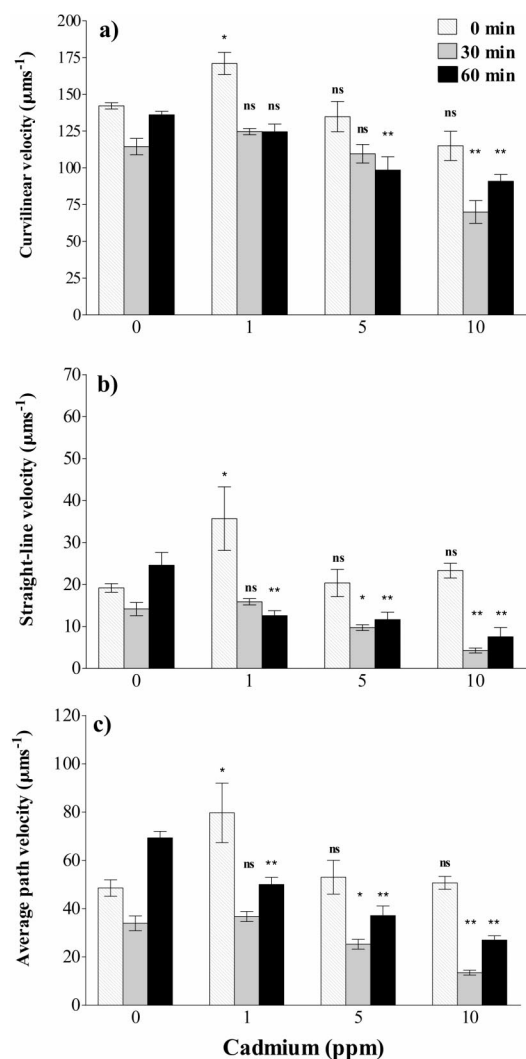 a)
0 min
30 min
60 min
Curvilinear velocity (µms⁻¹)
200
175
150
125
100
75
50
25
0
*
ns ns
ns
ns
**
ns
** **
0 1 5 10
b)
Straight-line velocity (µms⁻¹)
70
60
50
40
30
20
10
0
*
ns
**
ns
*
**
ns
**
**
0 1 5 10
c)
Average path velocity (µms⁻¹)
120
100
80
60
40
20
0
*
ns
**
ns
*
**
ns
** **
0 1 5 10
Cadmium (ppm)